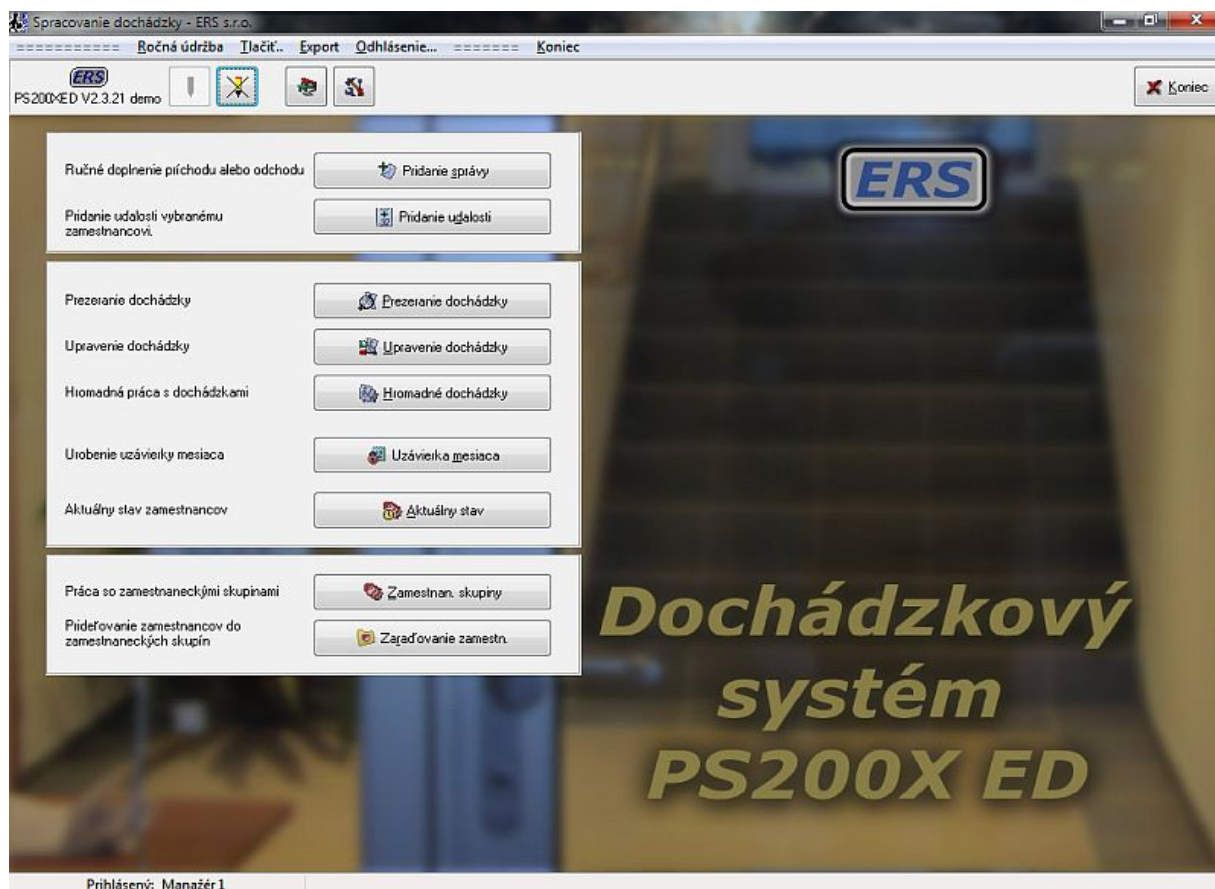 Spracovanie dochádzky - ERS s.r.o.
=========== Ročná údržba Tlačiť.. Export Odhlásenie... ======= Koniec
ERS
PS200XED V2.3.21 demo
Koniec
ERS
Ručné doplnenie príchodu alebo odchodu
Pridanie správy
Pridanie udalosti vybranému
zamestnancovi.
Pridanie udalosti
Prezeranie dochádzky
Prezeranie dochádzky
Upravenie dochádzky
Upravenie dochádzky
Hromadná práca s dochádzkami
Hromadné dochádzky
Urobenie uzávierky mesiaca
Uzávierka mesiaca
Aktuálny stav zamestnancov
Aktuálny stav
Práca so zamestnaneckými skupinami
Zamestnan. skupiny
Prideľovanie zamestnancov do
zamestnaneckých skupín
Zaraďovanie zamestn.
Dochádzkový
systém
PS200X ED
Prihlásený: Manažér1